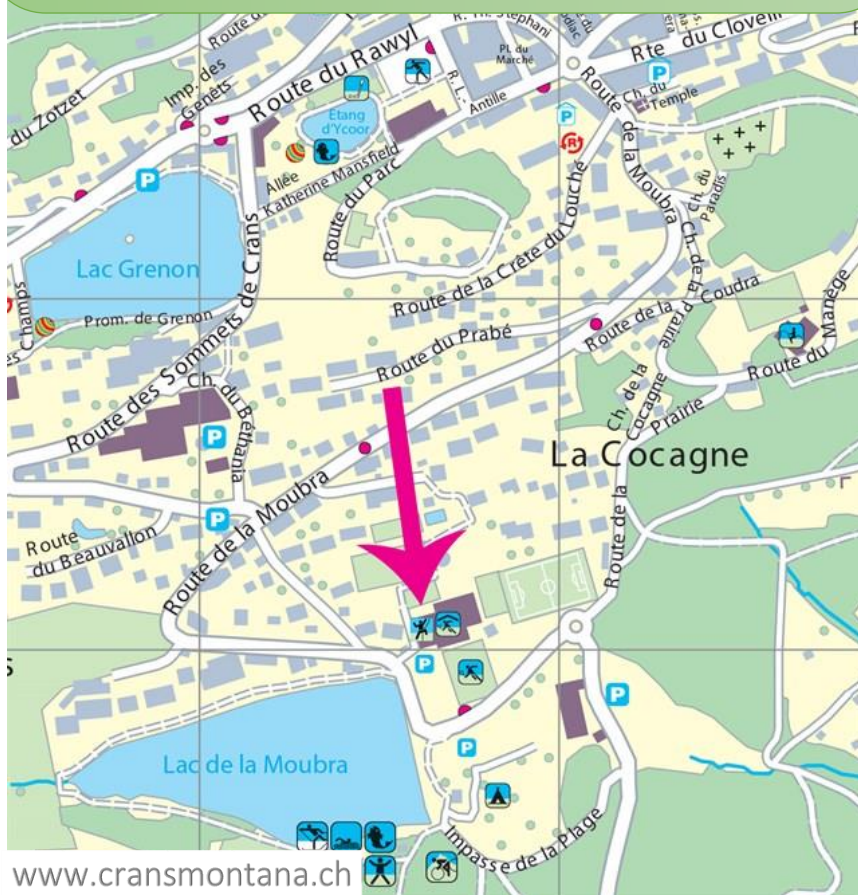 R. Th. Stéphani
Pl. du
Marché
Rte du Clovell
Route du Rawyl
Imp. des
Genêts
du Zotzet
R. L.
Antille
Ch. du
Temple
Etang
d'Ycoor
P
P
R
Allée
Katherine Mansfield
Route du Parc
Route de la Moubra
Ch. du
Paradis
P
Lac Grenon
Route des Sommets de Crans
Route de la Crête du Louché
Ch. de la Prairie
Route de la Coudra
Prom. de Grenon
es Champs
Route du Prabé
Route du Manège
Ch. du Béthania
P
Ch. de la
Cocagne
Prairie
La Cocagne
P
Route de la Moubra
Route
du Beauvallon
Route de la
P
s
P
P
Lac de la Moubra
Impasse de la Plage
www.cransmontana.ch